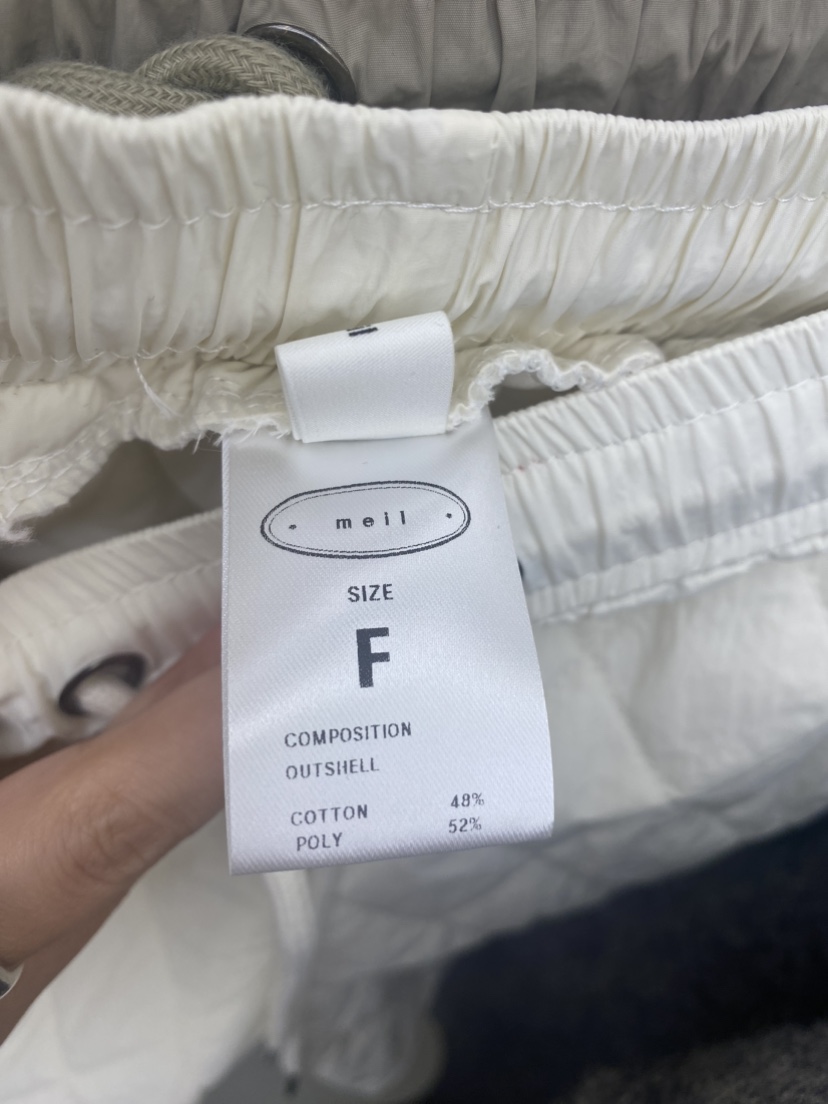 meil
SIZE
F
COMPOSITION
OUTSHELL
COTTON 48%
POLY 52%